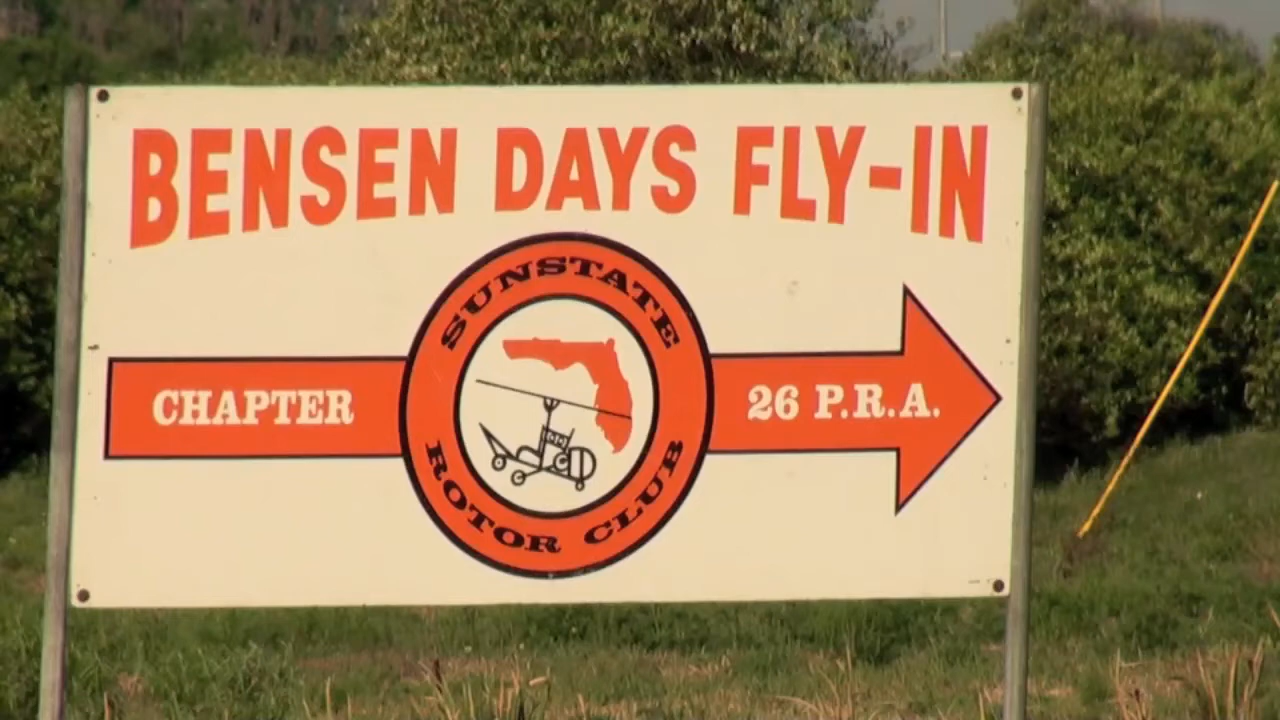 BENSEN DAYS FLY-IN
SUNSTATE
CHAPTER
26 P.R.A.
ROTOR CLUB